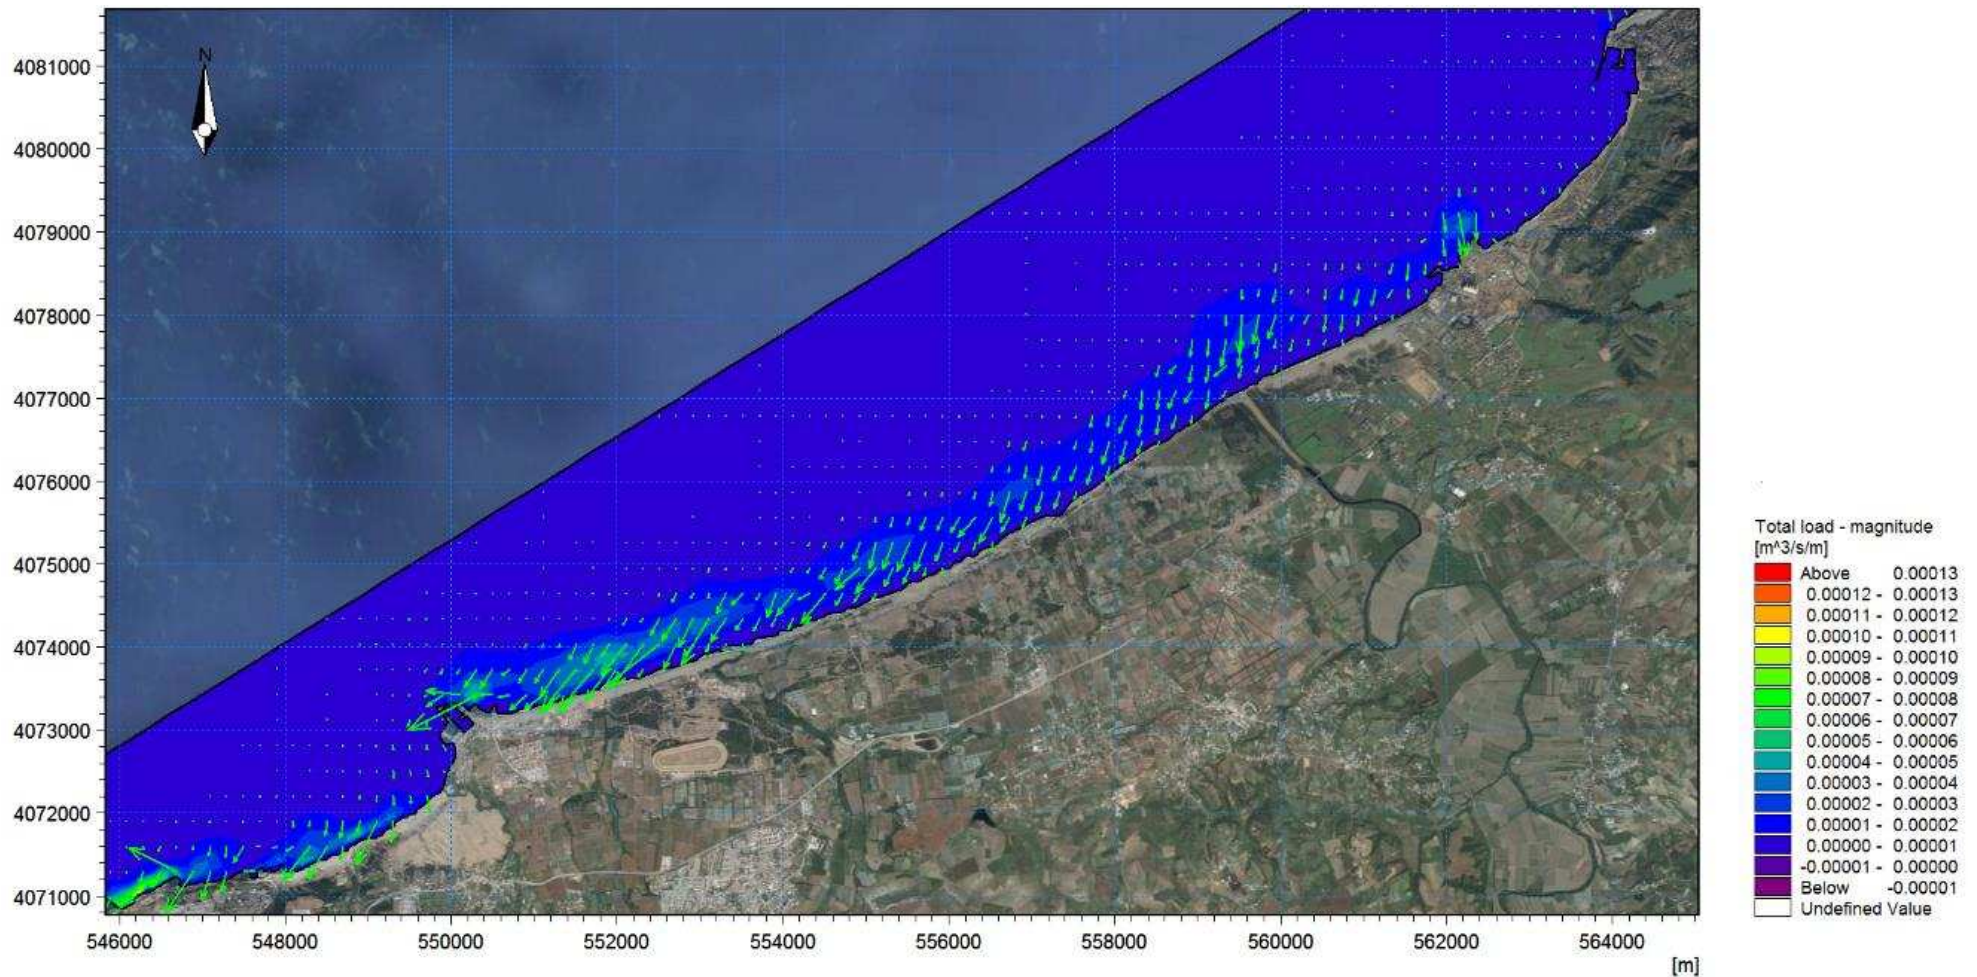 N
4081000
4080000
4079000
4078000
4077000
4076000
4075000
4074000
4073000
4072000
4071000
546000 548000 550000 552000 554000 556000 558000 560000 562000 564000
[m]
Total load - magnitude
[m^3/s/m]
Above 0.00013
0.00012 - 0.00013
0.00011 - 0.00012
0.00010 - 0.00011
0.00009 - 0.00010
0.00008 - 0.00009
0.00007 - 0.00008
0.00006 - 0.00007
0.00005 - 0.00006
0.00004 - 0.00005
0.00003 - 0.00004
0.00002 - 0.00003
0.00001 - 0.00002
0.00000 - 0.00001
-0.00001 - 0.00000
Below -0.00001
Undefined Value